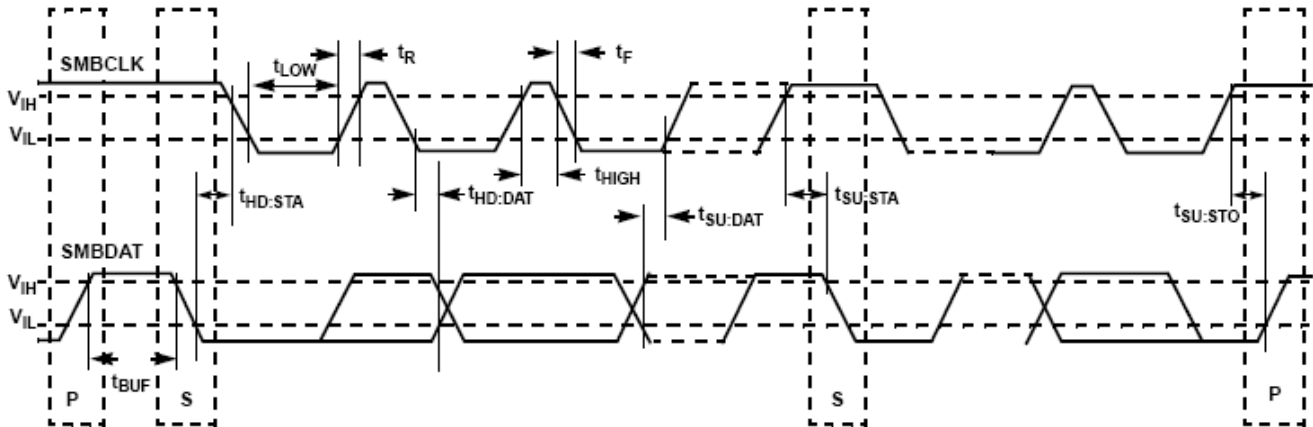 SMBCLK
tLOW
tR
tF
VIH
VIL
tHD:STA
tHD:DAT
tHIGH
tSU:DAT
tSU:STA
tSU:STO
SMBDAT
VIH
VIL
tBUF
P
S
S
P